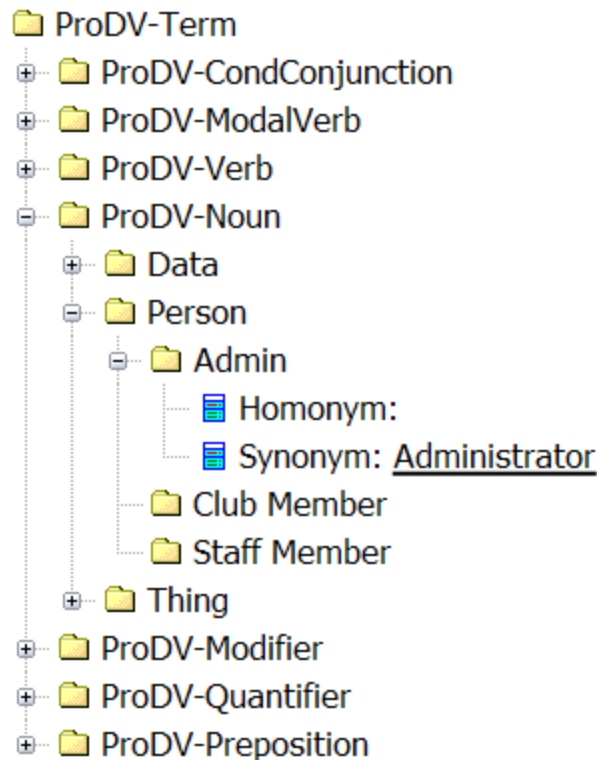 ProDV-Term
ProDV-CondConjunction
ProDV-ModalVerb
ProDV-Verb
ProDV-Noun
Data
Person
Admin
Homonym:
Synonym: Administrator
Club Member
Staff Member
Thing
ProDV-Modifier
ProDV-Quantifier
ProDV-Preposition